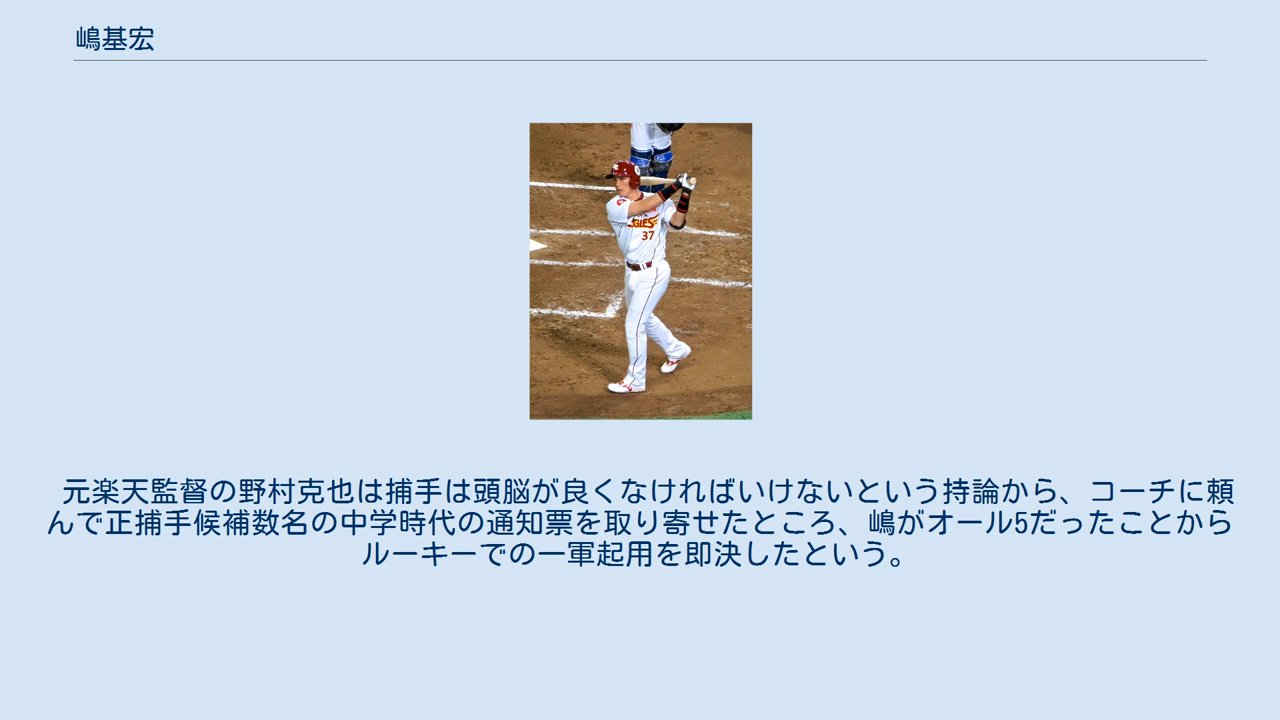 嶋基宏
GLES
37
元楽天監督の野村克也は捕手は頭脳が良くなければいけないという持論から、コーチに頼
んで正捕手候補数名の中学時代の通知票を取り寄せたところ、嶋がオール5だったことから
ルーキーでの一軍起用を即決したという。